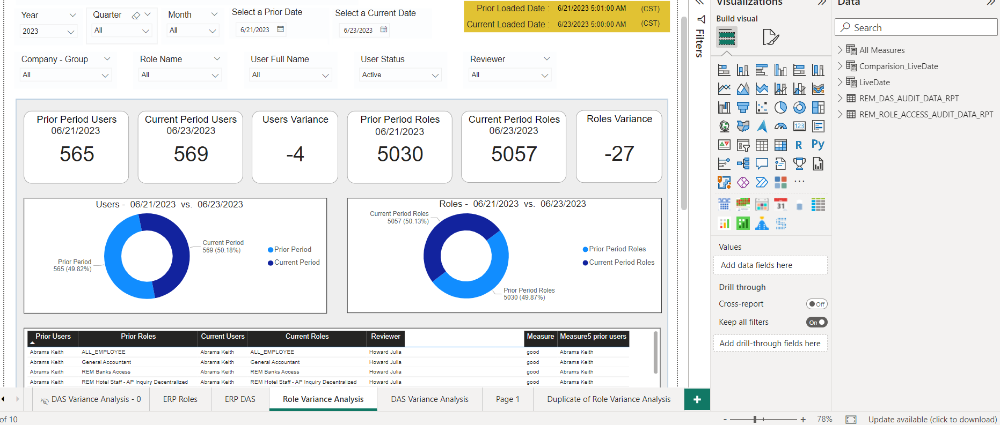 Visualizations
Data
Year
Quarter
Month
Select a Prior Date
Select a Current Date
2023
All
All
6/21/2023
6/23/2023
Prior Loaded Date : 6/21/2023 5:01:00 AM (CST)
Current Loaded Date : 6/23/2023 5:00:00 AM (CST)
Filters
Build visual
Search
Company - Group
Role Name
User Full Name
User Status
Reviewer
All
All
All
Active
All
All Measures
Comparision_LiveDate
LiveDate
REM_DAS_AUDIT_DATA_RPT
REM_ROLE_ACCESS_AUDIT_DATA_RPT
Prior Period Users
06/21/2023
565
Current Period Users
06/23/2023
569
Users Variance
-4
Prior Period Roles
06/21/2023
5030
Current Period Roles
06/23/2023
5057
Roles Variance
-27
123
R
Py
31
Users - 06/21/2023 vs. 06/23/2023
Current Period
569 (50.18%)
Prior Period
565 (49.82%)
Prior Period
Current Period
Roles - 06/21/2023 vs. 06/23/2023
Current Period Roles
5057 (50.13%)
Prior Period Roles
5030 (49.87%)
Prior Period Roles
Current Period Roles
Values
Add data fields here
Drill through
Cross-report
Off
Keep all filters
On
Add drill-through fields here
Prior Users Prior Roles Current Users Current Roles Reviewer Measure Measure5 prior users
Abrams Keith ALL_EMPLOYEE Abrams Keith ALL_EMPLOYEE Howard Julia good Abrams Keith
Abrams Keith General Accountant Abrams Keith General Accountant Howard Julia good Abrams Keith
Abrams Keith REM Banks Access Abrams Keith REM Banks Access Howard Julia good Abrams Keith
Abrams Keith REM Hotel Staff - AP Inquiry Decentralized Abrams Keith REM Hotel Staff - AP Inquiry Decentralized Howard Julia good Abrams Keith
DAS Variance Analysis - 0
ERP Roles
ERP DAS
Role Variance Analysis
DAS Variance Analysis
Page 1
Duplicate of Role Variance Analysis
+
of 10
- + 78%
Update available (click to download)